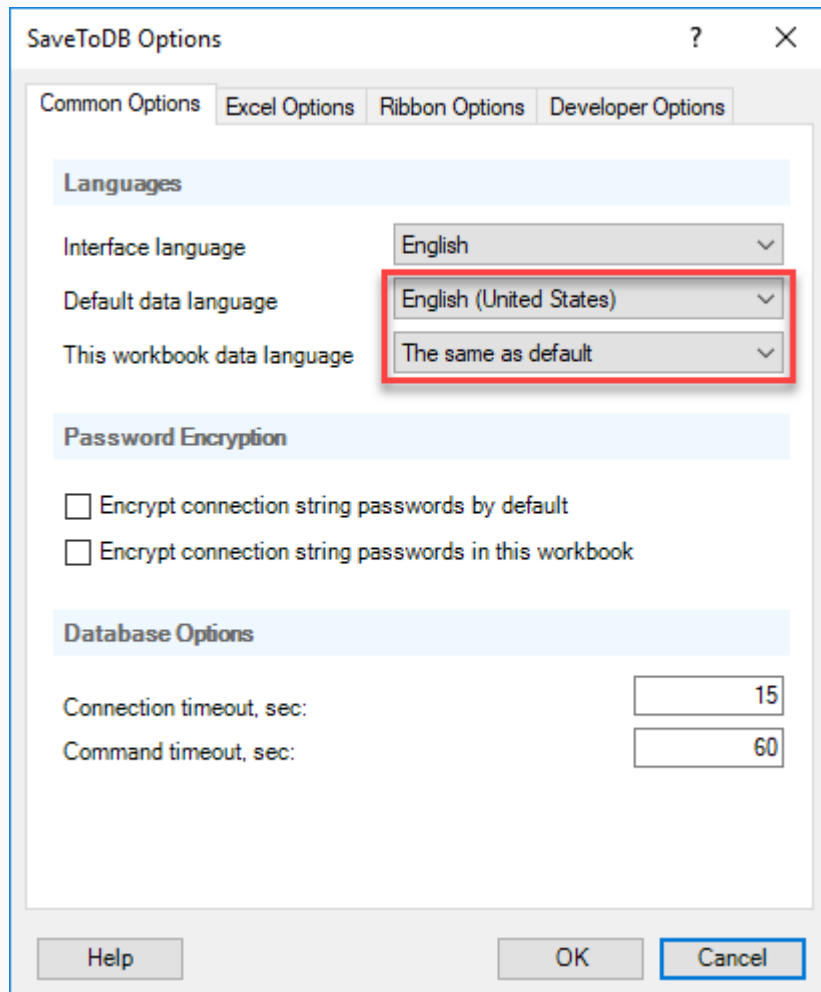 SaveToDB Options ?
Common Options Excel Options Ribbon Options Developer Options
Languages
Interface language English
Default data language English (United States)
This workbook data language The same as default
Password Encryption
Encrypt connection string passwords by default
Encrypt connection string passwords in this workbook
Database Options
Connection timeout, sec: 15
Command timeout, sec: 60
Help OK Cancel